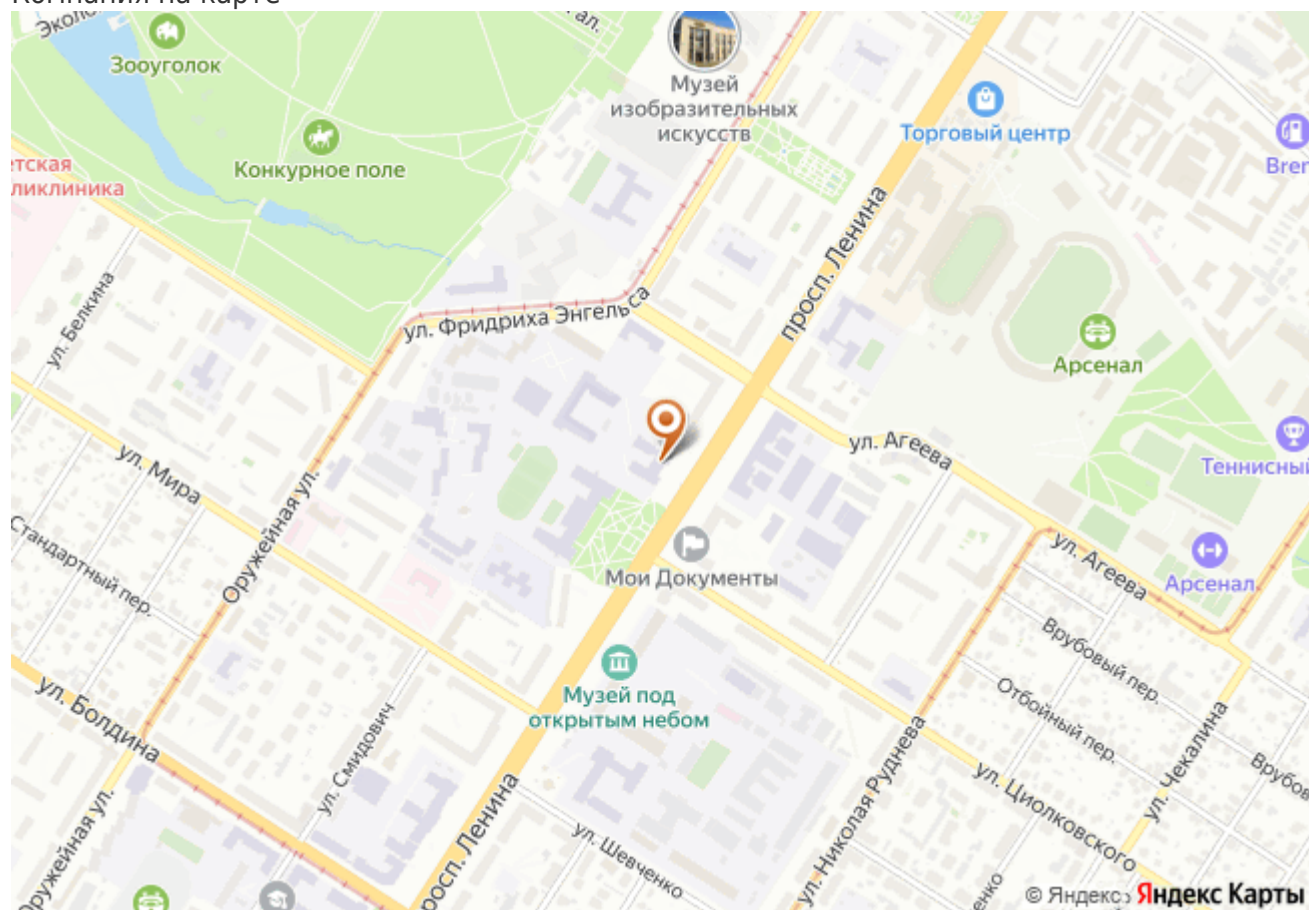 Компания на карте
Зооуголок
Музей
изобразительных
искусств
Торговый центр
Конкурное поле
ул. Белкина
ул. Фридриха Энгельса
просп. Ленина
Арсенал
ул. Агеева
ул. Мира
Оружейная ул.
Стандартный пер.
Мои Документы
ул. Агеева
Арсенал
Врубовый пер.
Отбойный пер.
Музей под
открытым небом
ул. Болдина
ул. Смидович
ул. Николая Руднева
ул. Циолковского
ул. Чекалина
просп. Ленина
ул. Шевченко
Оружейная ул.
© Яндекс Яндекс Карты